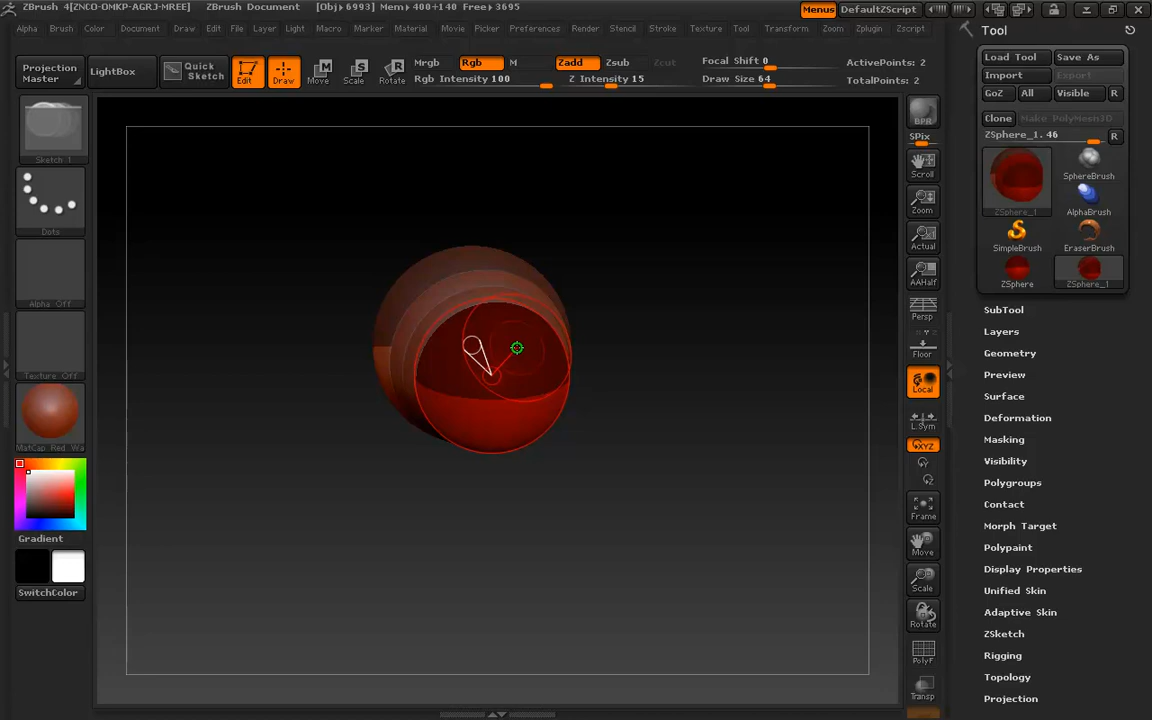 ZBrush 4[ZNCO-OMKP-AGRJ-MREE] ZBrush Document [Obj▸6993] Mem▸400+140 Free▸3695 Menus DefaultZScript
Alpha Brush Color Document Draw Edit File Layer Light Macro Marker Material Movie Picker Preferences Render Stencil Stroke Texture Tool Transform Zoom Zplugin Zscript
Projection Master
LightBox
Quick Sketch
Edit
Draw
Move
Scale
Rotate
Mrgb Rgb M
Rgb Intensity 100
Zadd Zsub Zcut
Z Intensity 15
Focal Shift 0
Draw Size 64
ActivePoints: 2
TotalPoints: 2
Sketch 1
Dots
Alpha Off
Texture Off
MatCap Red Wa
Gradient
SwitchColor
BPR
SPix
Scroll
Zoom
Actual
AAHalf
Persp
Floor
Local
L.Sym
XYZ
Frame
Move
Scale
Rotate
PolyF
Transp
Tool
Load Tool Save As
Import Export
GoZ All Visible R
Clone Make PolyMesh3D
ZSphere_1. 46 R
ZSphere_1
SphereBrush
AlphaBrush
SimpleBrush
EraserBrush
ZSphere
ZSphere_1
SubTool
Layers
Geometry
Preview
Surface
Deformation
Masking
Visibility
Polygroups
Contact
Morph Target
Polypaint
Display Properties
Unified Skin
Adaptive Skin
ZSketch
Rigging
Topology
Projection